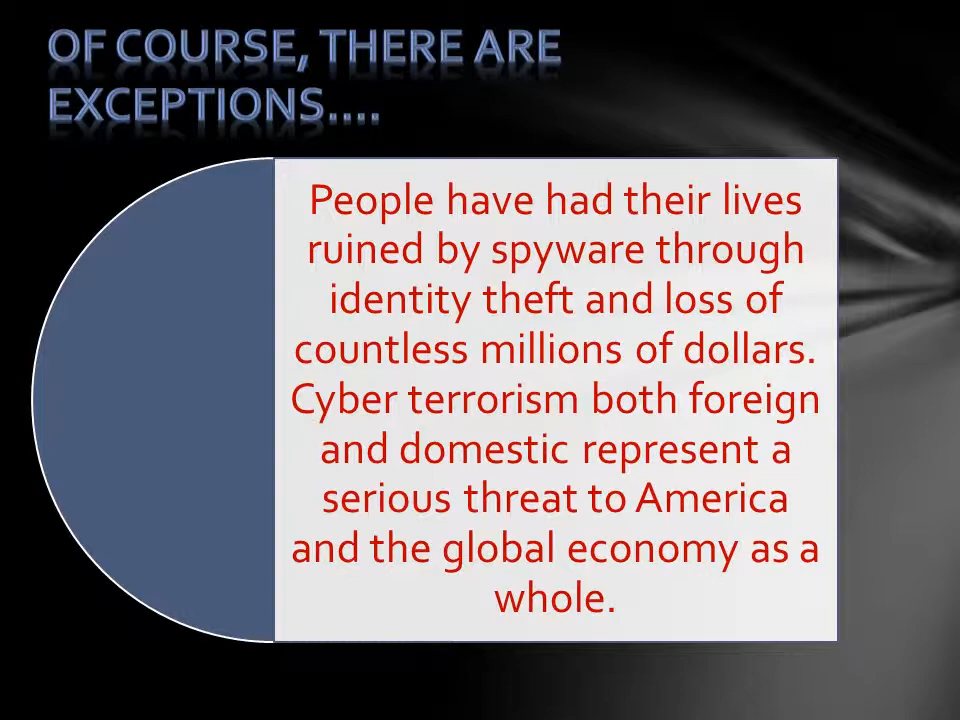 OF COURSE, THERE ARE
EXCEPTIONS....
People have had their lives
ruined by spyware through
identity theft and loss of
countless millions of dollars.
Cyber terrorism both foreign
and domestic represent a
serious threat to America
and the global economy as a
whole.